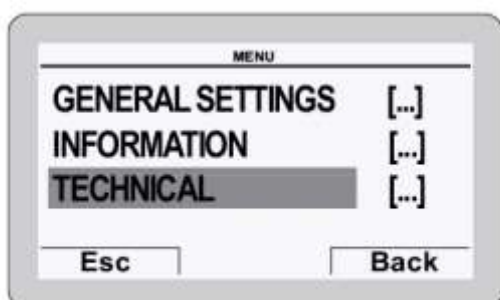 MENU
GENERAL SETTINGS [...]
INFORMATION [...]
TECHNICAL [...]
Esc Back